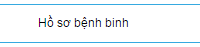 Hồ sơ bệnh binh